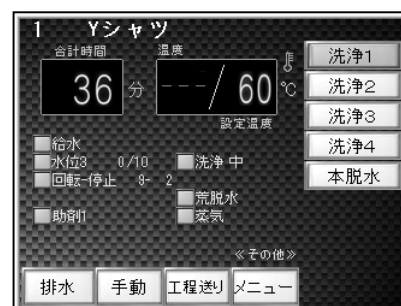 1 Yシャツ
合計時間 温度
36 分 ---/ 60 ℃
設定温度
給水
水位3 0/10 洗浄 中
回転-停止 9- 2
荒脱水
助剤1 蒸気
≪その他≫
排水 手動 工程送り メニュー
洗浄1
洗浄2
洗浄3
洗浄4
本脱水